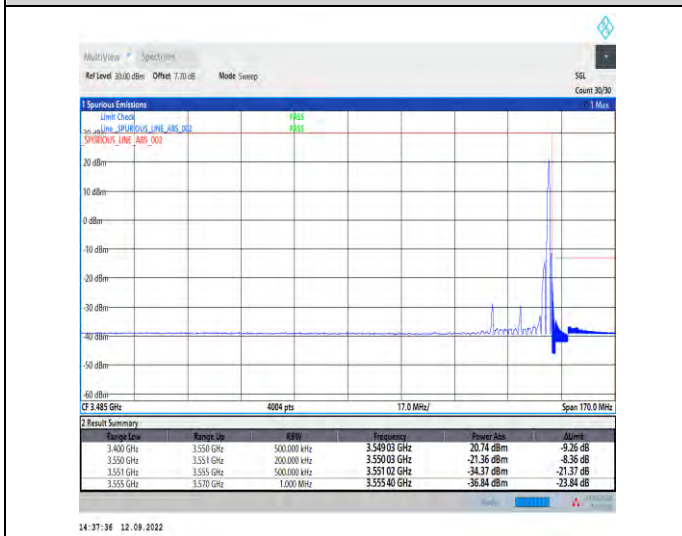 MultiView Spectrum
Ref Level 30.00 dBm Offset 7.70 dB Mode Sweep SGL
Count 30/30
1 Spurious Emissions 1 Max
Limit Check PASS
Line _SPURIOUS_LINE_ABS_002 PASS
_SPURIOUS_LINE_ABS_002
20 dBm
10 dBm
0 dBm
-10 dBm
-20 dBm
-30 dBm
-40 dBm
-50 dBm
-60 dBm
CF 3.485 GHz 4004 pts 17.0 MHz/ Span 170.0 MHz
2 Result Summary
Range Low Range Up RBW Frequency Power Abs ΔLimit
3.400 GHz 3.550 GHz 500.000 kHz 3.549 03 GHz 20.74 dBm -9.26 dB
3.550 GHz 3.551 GHz 200.000 kHz 3.550 03 GHz -21.36 dBm -8.36 dB
3.551 GHz 3.555 GHz 500.000 kHz 3.551 02 GHz -34.37 dBm -21.37 dB
3.555 GHz 3.570 GHz 1.000 MHz 3.555 40 GHz -36.84 dBm -23.84 dB
Ready
14:37:36 12.09.2022